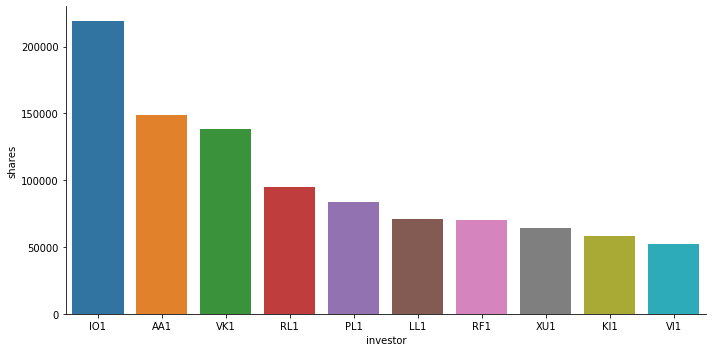 200000
150000
100000
50000
0
shares
IO1 AA1 VK1 RL1 PL1 LL1 RF1 XU1 KI1 VI1
investor